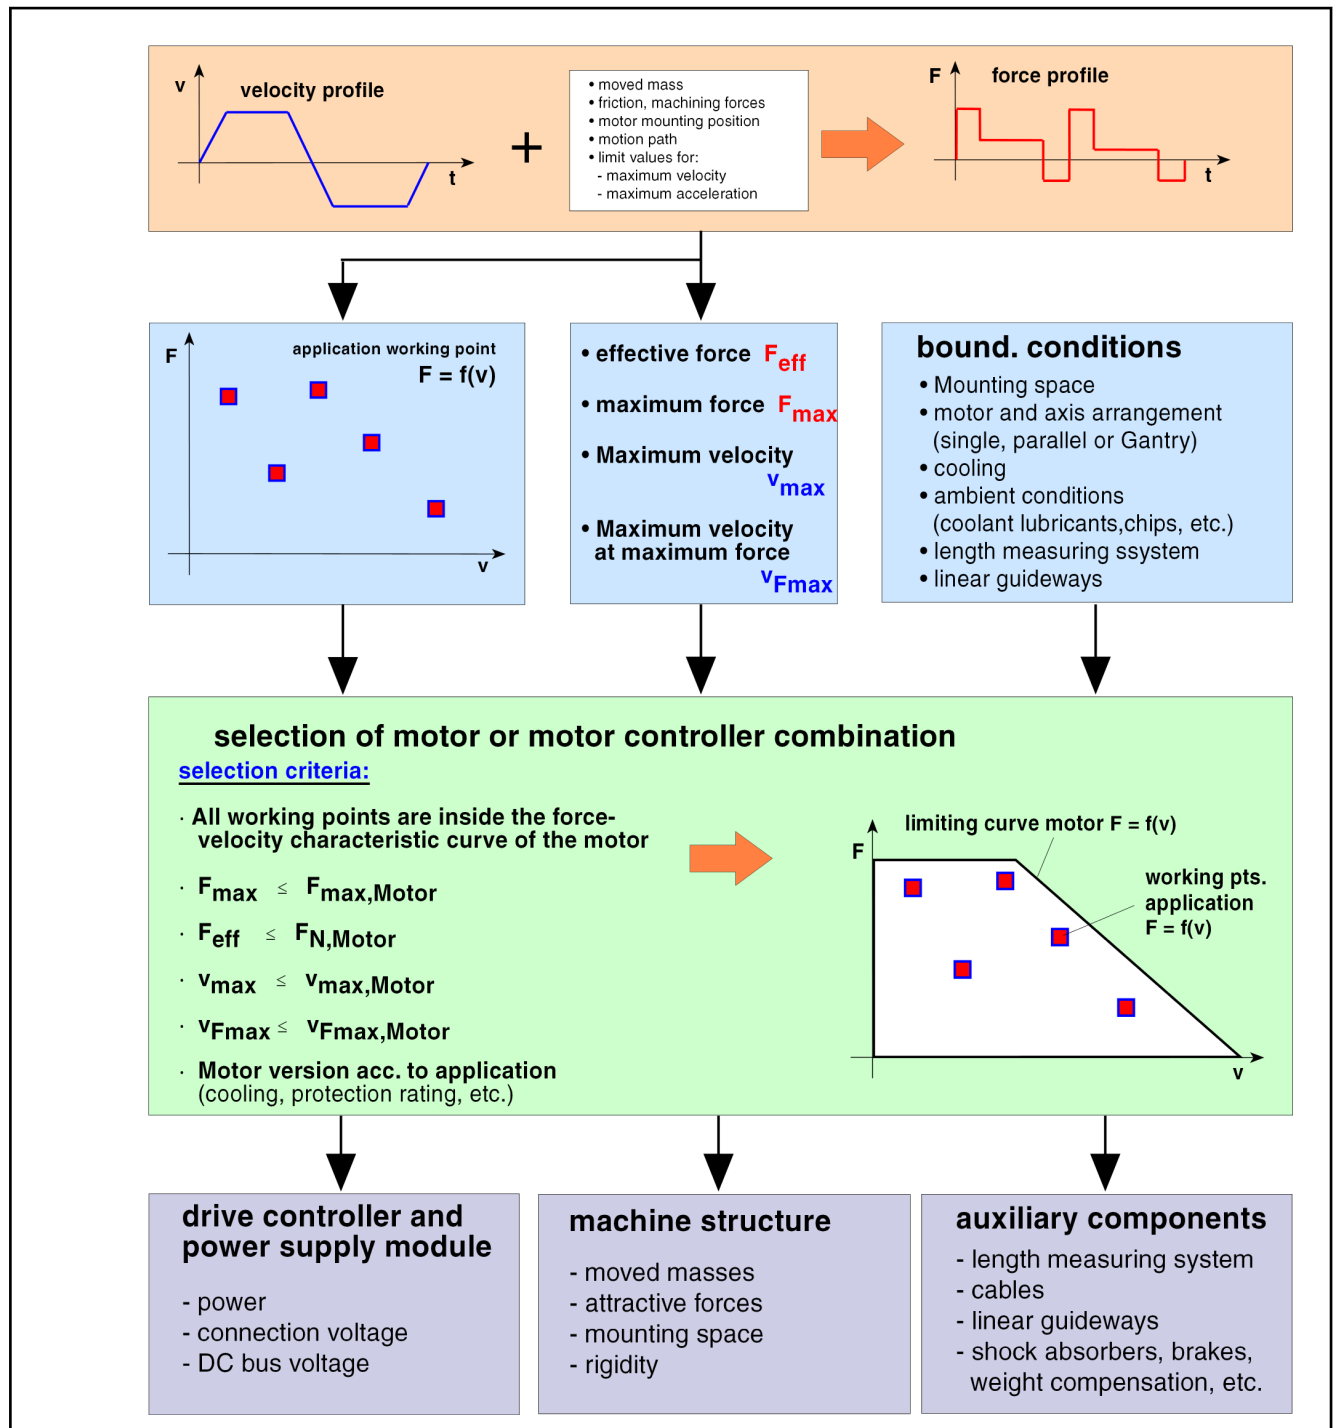 v
velocity profile
t
+
• moved mass
• friction, machining forces
• motor mounting position
• motion path
• limit values for:
- maximum velocity
- maximum acceleration
F
force profile
t
F
application working point
F = f(v)
v
• effective force Feff
• maximum force Fmax
• Maximum velocity
vmax
• Maximum velocity
at maximum force
vFmax
bound. conditions
• Mounting space
• motor and axis arrangement
(single, parallel or Gantry)
• cooling
• ambient conditions
(coolant lubricants,chips, etc.)
• length measuring ssystem
• linear guideways
selection of motor or motor controller combination
selection criteria:
· All working points are inside the force-
velocity characteristic curve of the motor
· Fmax ≤ Fmax,Motor
· Feff ≤ FN,Motor
· vmax ≤ vmax,Motor
· vFmax ≤ vFmax,Motor
· Motor version acc. to application
(cooling, protection rating, etc.)
limiting curve motor F = f(v)
F
working pts.
application
F = f(v)
v
drive controller and
power supply module
- power
- connection voltage
- DC bus voltage
machine structure
- moved masses
- attractive forces
- mounting space
- rigidity
auxiliary components
- length measuring system
- cables
- linear guideways
- shock absorbers, brakes,
weight compensation, etc.